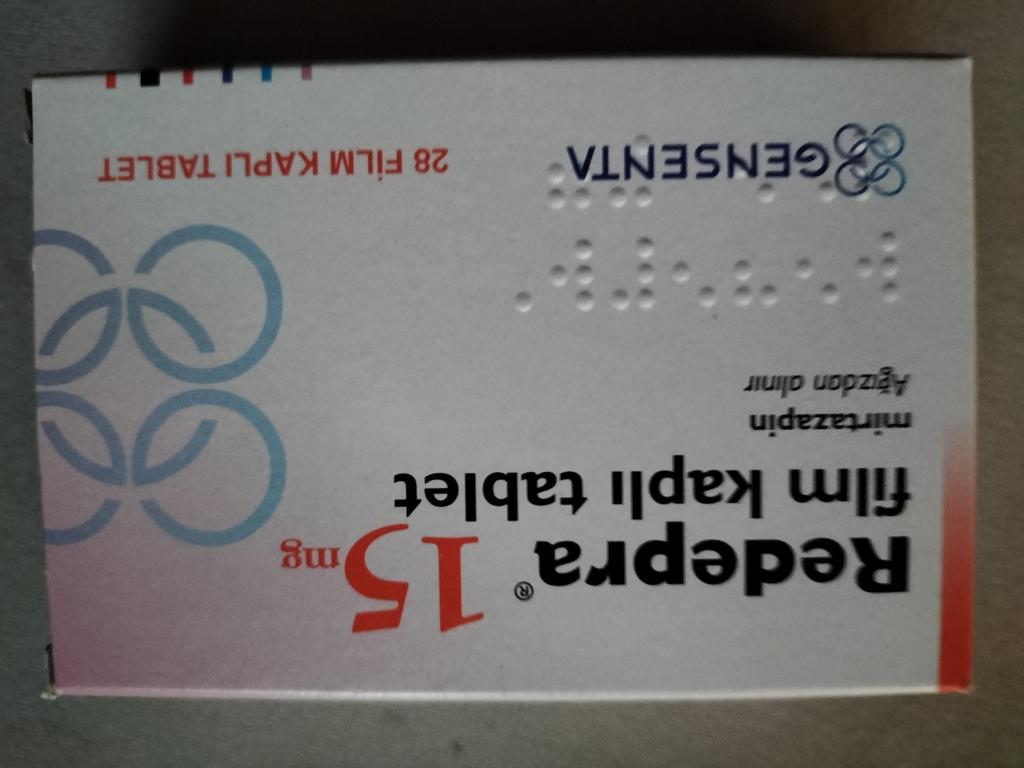 Redepra® 15 mg
film kaplı tablet
mirtazapin
Ağızdan alınır
GENSENTA
28 FİLM KAPLI TABLET